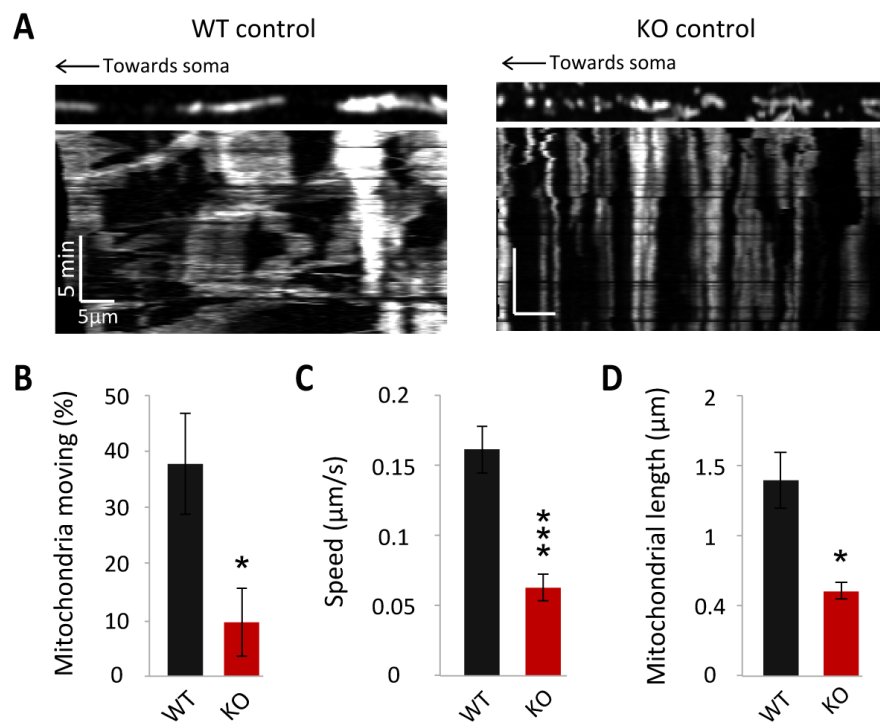 A
WT control
KO control
← Towards soma
← Towards soma
5 min
5µm
B
Mitochondria moving (%)
50
40
30
20
10
0
*
WT
KO
C
Speed (µm/s)
0.2
0.15
0.1
0.05
0
***
WT
KO
D
Mitochondrial length (µm)
2
1.5
1
0.4
0
*
WT
KO